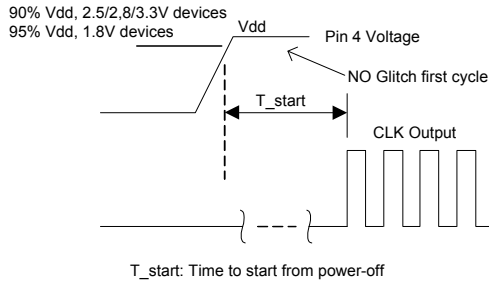 90% Vdd, 2.5/2,8/3.3V devices
95% Vdd, 1.8V devices
Vdd
Pin 4 Voltage
NO Glitch first cycle
T_start
CLK Output
T_start: Time to start from power-off